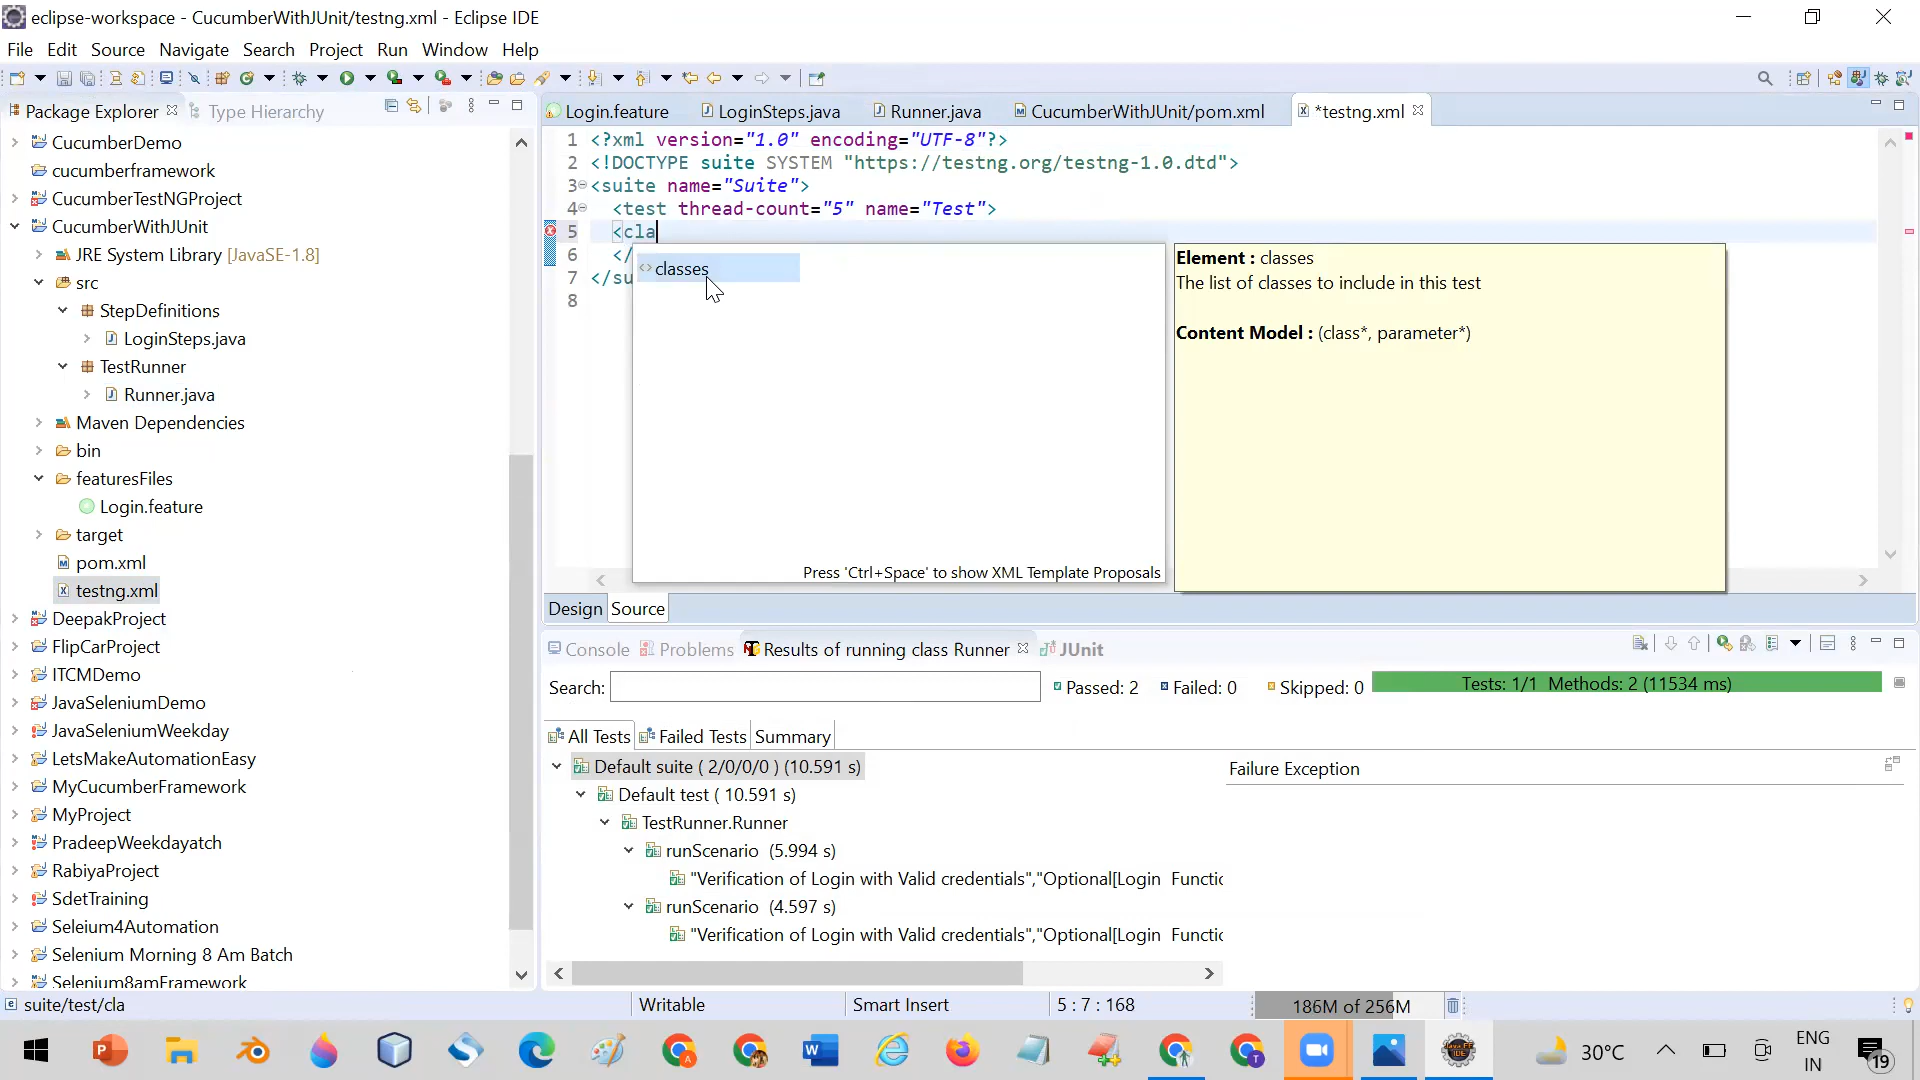 eclipse-workspace - CucumberWithJUnit/testng.xml - Eclipse IDE
File Edit Source Navigate Search Project Run Window Help
Package Explorer Type Hierarchy
Login.feature LoginSteps.java Runner.java CucumberWithJUnit/pom.xml *testng.xml
CucumberDemo
cucumberframework
CucumberTestNGProject
CucumberWithJUnit
JRE System Library [JavaSE-1.8]
src
StepDefinitions
LoginSteps.java
TestRunner
Runner.java
Maven Dependencies
bin
featuresFiles
Login.feature
target
pom.xml
testng.xml
DeepakProject
FlipCarProject
ITCMDemo
JavaSeleniumDemo
JavaSeleniumWeekday
LetsMakeAutomationEasy
MyCucumberFramework
MyProject
PradeepWeekdayatch
RabiyaProject
SdetTraining
Seleium4Automation
Selenium Morning 8 Am Batch
Selenium8amFramework
1 <?xml version="1.0" encoding="UTF-8"?>
2 <!DOCTYPE suite SYSTEM "https://testng.org/testng-1.0.dtd">
3 <suite name="Suite">
4 <test thread-count="5" name="Test">
5 <cla
6 </
7 </su
8
<> classes
Press 'Ctrl+Space' to show XML Template Proposals
Element : classes
The list of classes to include in this test
Content Model : (class*, parameter*)
Design Source
Console Problems Results of running class Runner JUnit
Search: Passed: 2 Failed: 0 Skipped: 0 Tests: 1/1 Methods: 2 (11534 ms)
All Tests Failed Tests Summary
Default suite ( 2/0/0/0 ) (10.591 s)
Default test ( 10.591 s)
TestRunner.Runner
runScenario (5.994 s)
"Verification of Login with Valid credentials","Optional[Login Functic
runScenario (4.597 s)
"Verification of Login with Valid credentials","Optional[Login Functic
Failure Exception
suite/test/cla Writable Smart Insert 5 : 7 : 168 186M of 256M
30°C ENG
IN
19